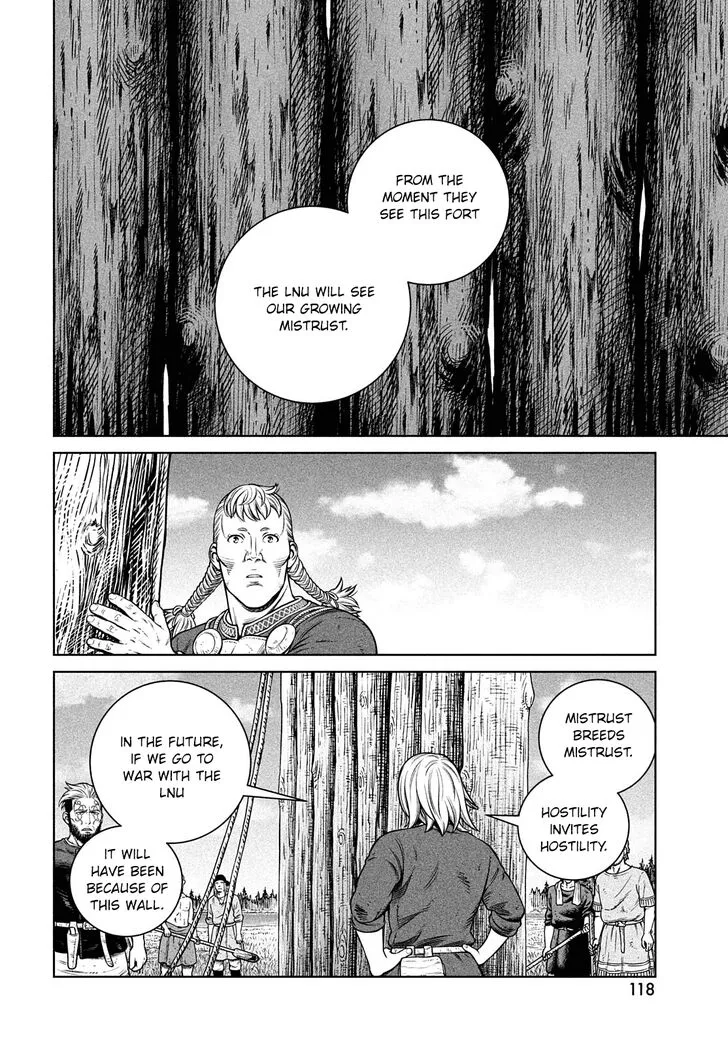 FROM THE
MOMENT THEY
SEE THIS FORT
THE LNU WILL SEE
OUR GROWING
MISTRUST.
MISTRUST
BREEDS
MISTRUST.
HOSTILITY
INVITES
HOSTILITY.
IN THE FUTURE,
IF WE GO TO
WAR WITH THE
LNU
IT WILL
HAVE BEEN
BECAUSE OF
THIS WALL.
118